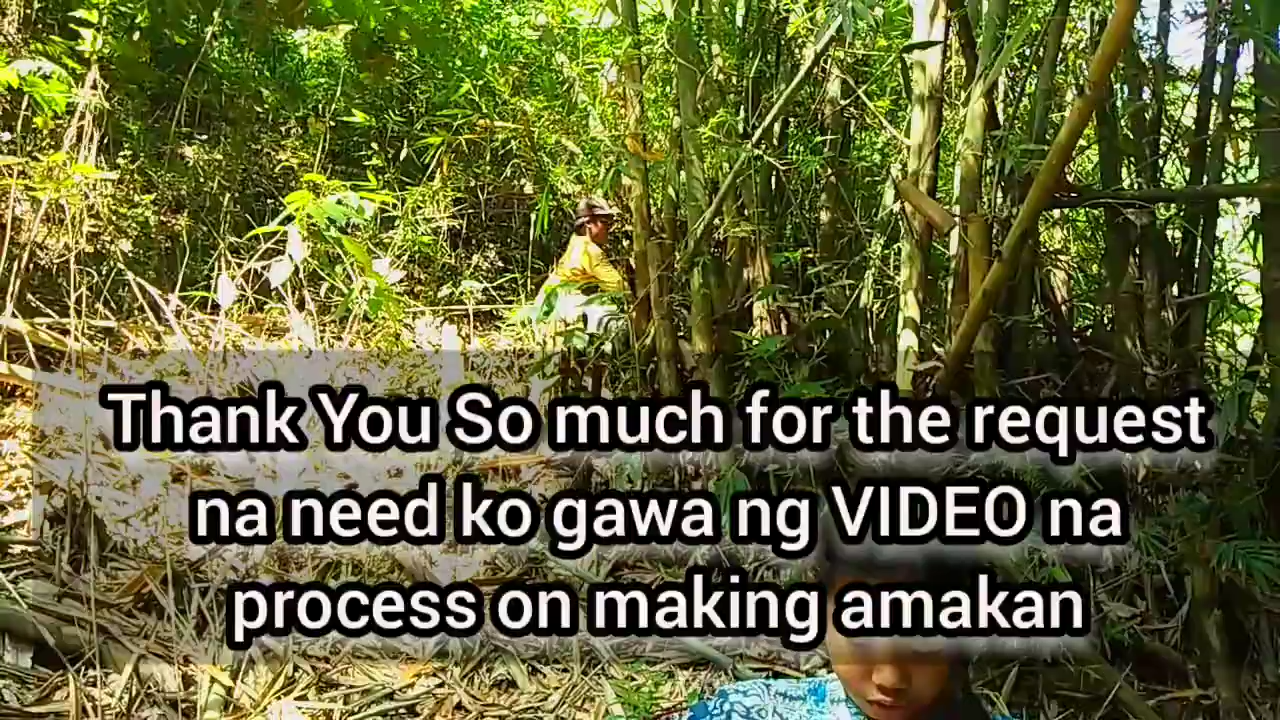 Thank You So much for the request
na need ko gawa ng VIDEO na
process on making amakan